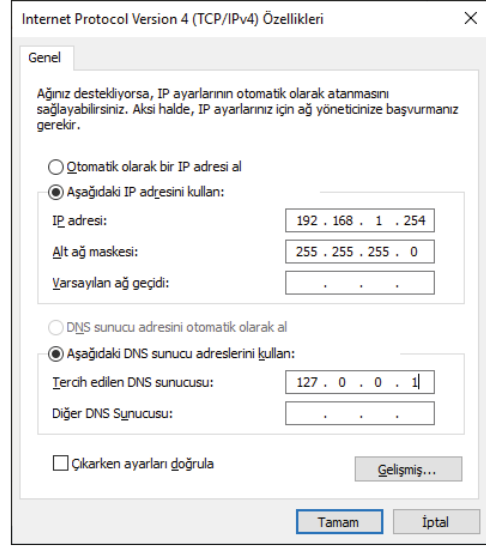 Internet Protocol Version 4 (TCP/IPv4) Özellikleri
Genel
Ağınız destekliyorsa, IP ayarlarının otomatik olarak atanmasını
sağlayabilirsiniz. Aksi halde, IP ayarlarınız için ağ yöneticinize başvurmanız
gerekir.
Otomatik olarak bir IP adresi al
Aşağıdaki IP adresini kullan:
IP adresi: 192 . 168 . 1 . 254
Alt ağ maskesi: 255 . 255 . 255 . 0
Varsayılan ağ geçidi: . . .
DNS sunucu adresini otomatik olarak al
Aşağıdaki DNS sunucu adreslerini kullan:
Tercih edilen DNS sunucusu: 127 . 0 . 0 . 1
Diğer DNS Sunucusu: . . .
Çıkarken ayarları doğrula
Gelişmiş...
Tamam İptal